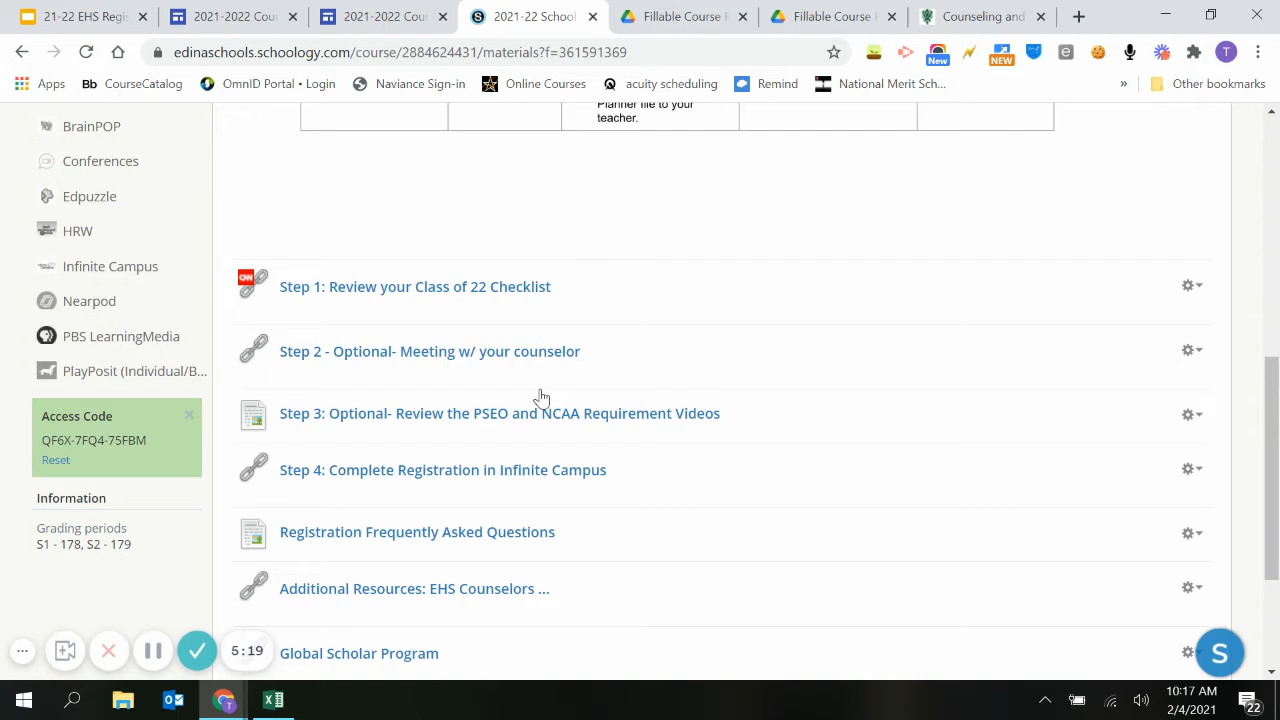 21-22 EHS Regis
2021-2022 Cour
2021-2022 Cour
2021-22 School
Fillable Course
Fillable Course P
Counseling and
edinaschools.schoology.com/course/2884624431/materials?f=361591369
New
NEW
T
Apps
Bb CourseCatalog
OmnID Portal • Login
Naviance Sign-in
Online Courses
acuity scheduling
Remind
National Merit Sch...
»
Other bookmarks
Planner file to your
teacher.
BrainPOP
Conferences
Edpuzzle
HRW
Infinite Campus
Nearpod
PBS LearningMedia
PlayPosit (Individual/B...
Access Code
QF6X-7FQ4-75FBM
Reset
Information
Grading periods
S1 - 178, S2 - 179
CNN
Step 1: Review your Class of 22 Checklist
Step 2 - Optional- Meeting w/ your counselor
Step 3: Optional- Review the PSEO and NCAA Requirement Videos
Step 4: Complete Registration in Infinite Campus
Registration Frequently Asked Questions
Additional Resources: EHS Counselors ...
Global Scholar Program
5:19
S
10:17 AM
2/4/2021
22